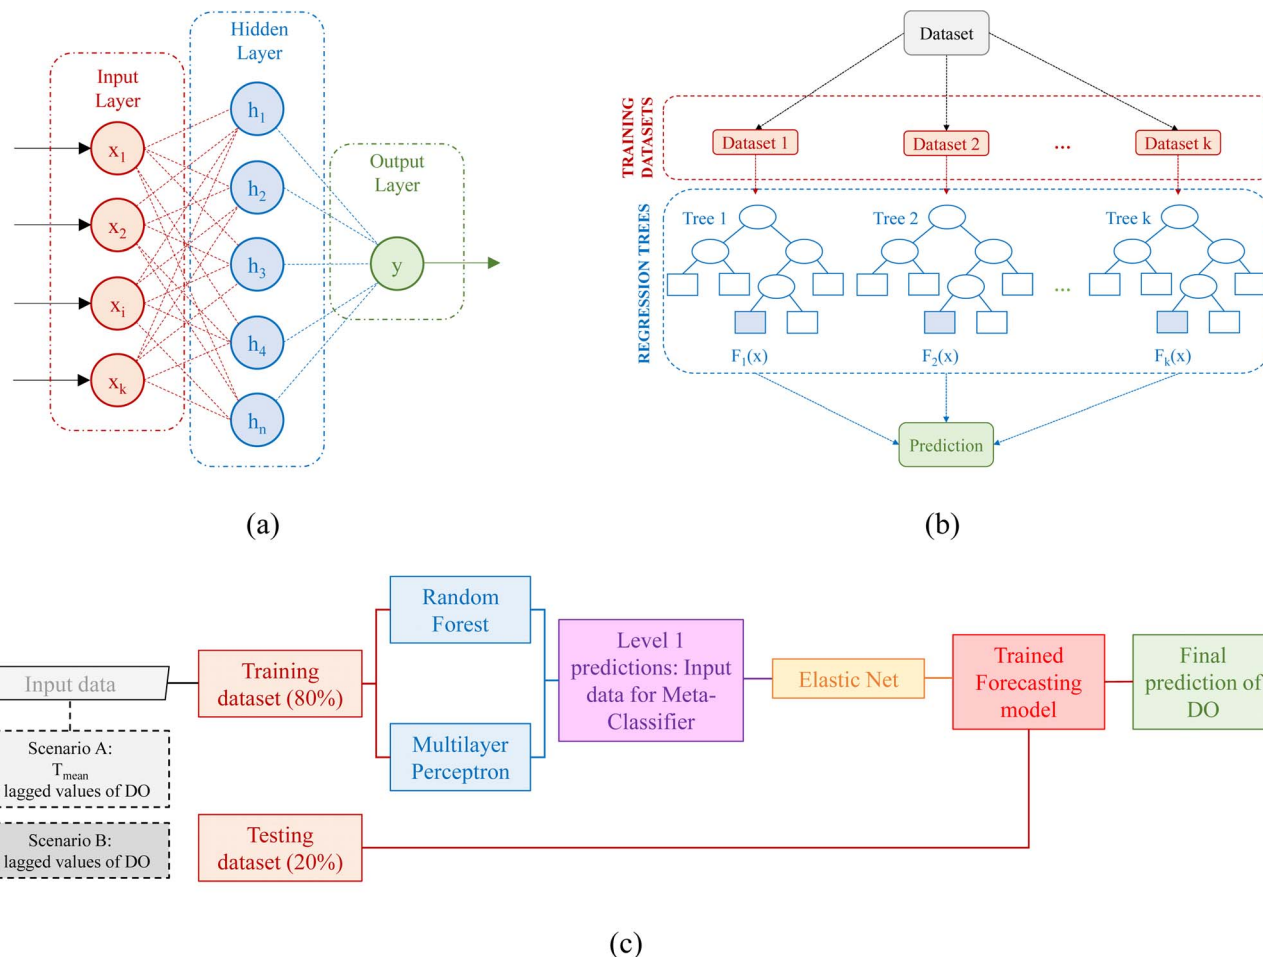 Input
Layer
x1
x2
xi
xk
Hidden
Layer
h1
h2
h3
h4
hn
Output
Layer
y
(a)
Dataset
TRAINING
DATASETS
Dataset 1
Dataset 2
...
Dataset k
REGRESSION TREES
Tree 1
Tree 2
Tree k
...
F1(x)
F2(x)
Fk(x)
Prediction
(b)
Input data
Scenario A:
Tmean
lagged values of DO
Scenario B:
lagged values of DO
Training
dataset (80%)
Testing
dataset (20%)
Random
Forest
Multilayer
Perceptron
Level 1
predictions: Input
data for Meta-
Classifier
Elastic Net
Trained
Forecasting
model
Final
prediction of
DO
(c)